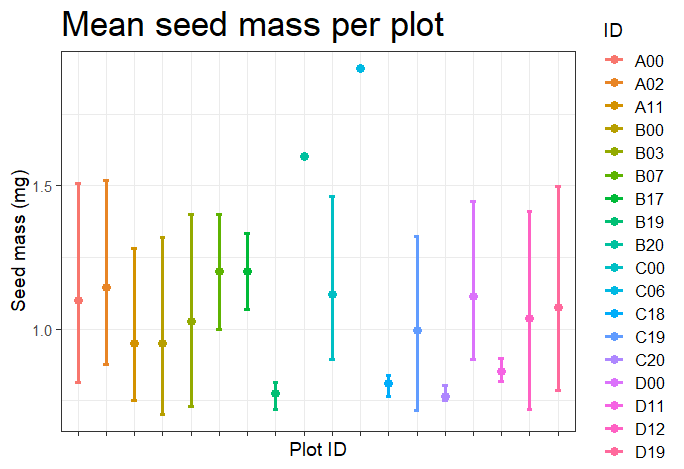 Mean seed mass per plot
Seed mass (mg)
1.5
1.0
Plot ID
ID
A00
A02
A11
B00
B03
B07
B17
B19
B20
C00
C06
C18
C19
C20
D00
D11
D12
D19